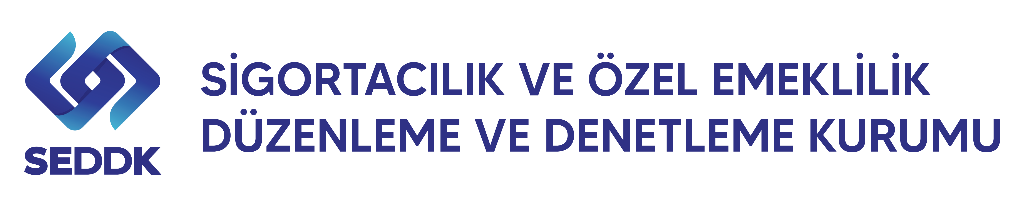 SEDDK
SİGORTACILIK VE ÖZEL EMEKLİLİK
DÜZENLEME VE DENETLEME KURUMU